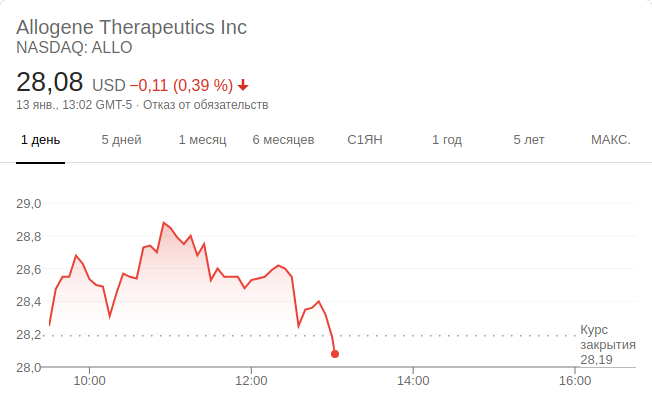 Allogene Therapeutics Inc
NASDAQ: ALLO
28,08 USD −0,11 (0,39 %)
13 янв., 13:02 GMT-5 · Отказ от обязательств
1 день 5 дней 1 месяц 6 месяцев С1ЯН 1 год 5 лет МАКС.
29,0
28,8
28,6
28,4
28,2
28,0
Курс
закрытия
28,19
10:00 12:00 14:00 16:00